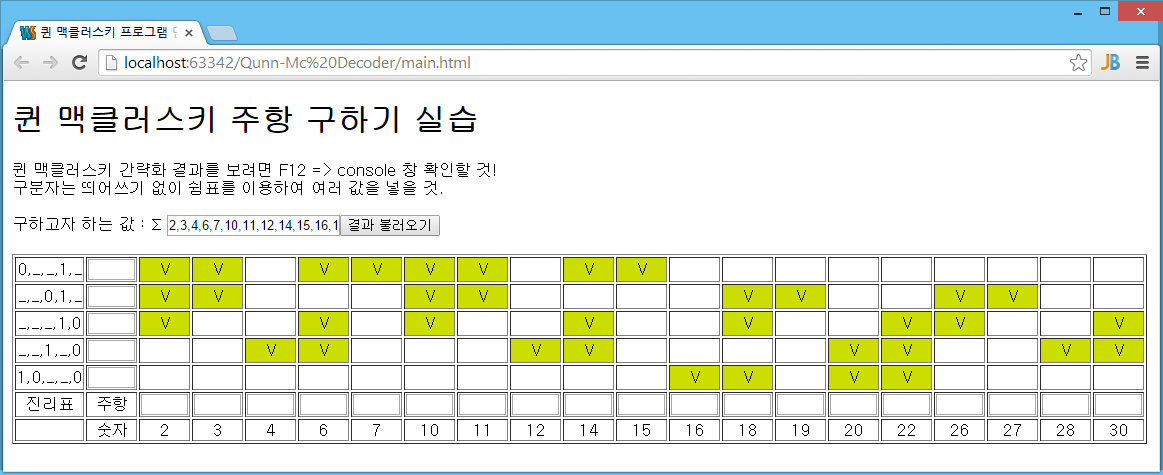 퀸 맥클러스키 프로그램
localhost:63342/Qunn-Mc%20Decoder/main.html
퀸 맥클러스키 주항 구하기 실습
퀸 맥클러스키 간략화 결과를 보려면 F12 => console 창 확인할 것!
구분자는 띄어쓰기 없이 쉼표를 이용하여 여러 값을 넣을 것.
구하고자 하는 값 : Σ 2,3,4,6,7,10,11,12,14,15,16,1 결과 불러오기
0,_,_,1,_ V V V V V V V V
_,_,0,1,_ V V V V V V V V
_,_,_,1,0 V V V V V V V V
_,_,1,_,0 V V V V V V V V
1,0,_,_,0 V V V V
진리표 주항
숫자 2 3 4 6 7 10 11 12 14 15 16 18 19 20 22 26 27 28 30